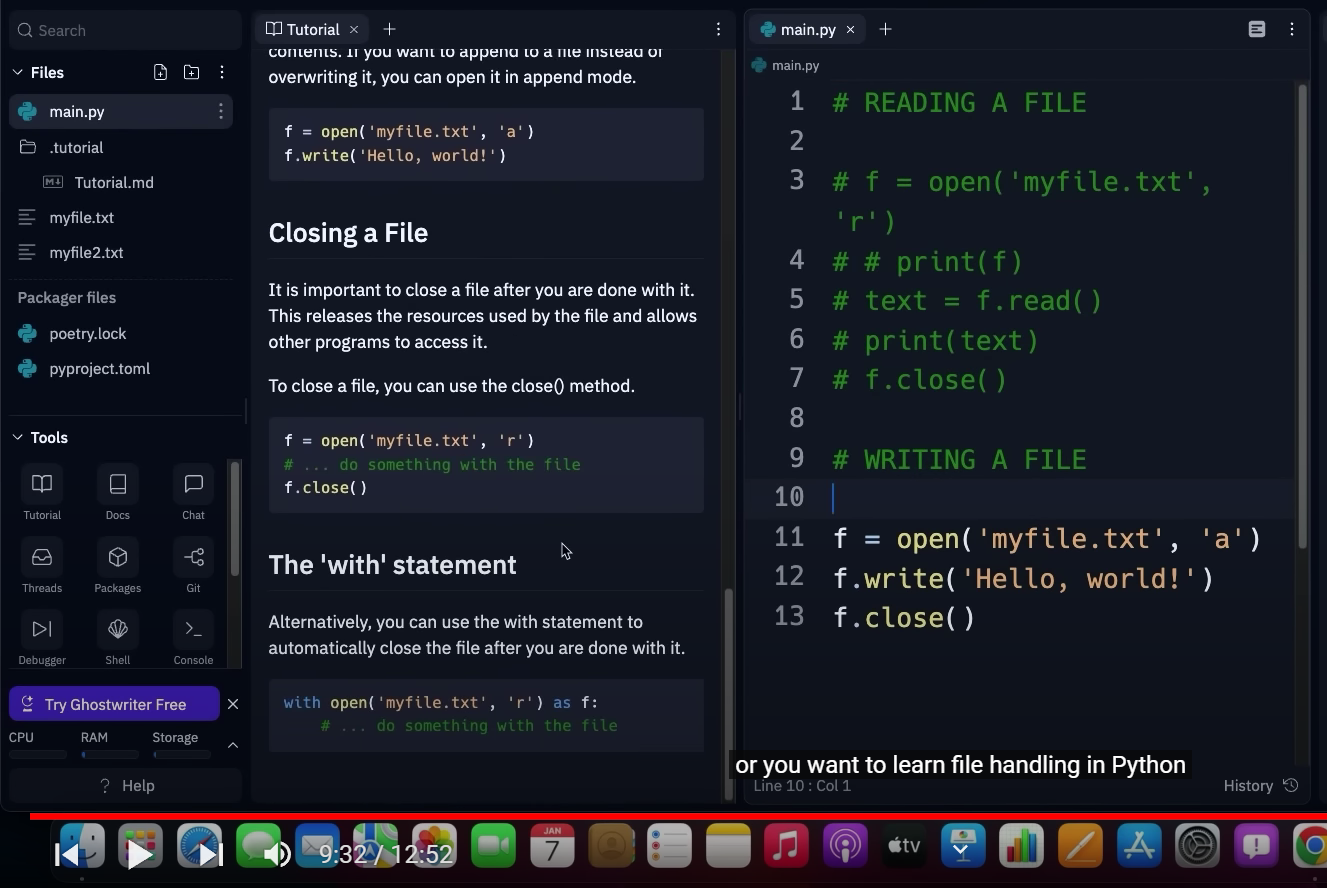 Search
Files
main.py
.tutorial
Tutorial.md
myfile.txt
myfile2.txt
Packager files
poetry.lock
pyproject.toml
Tools
Tutorial
Docs
Chat
Threads
Packages
Git
Debugger
Shell
Console
Try Ghostwriter Free
CPU
RAM
Storage
? Help
Tutorial
contents. If you want to append to a file instead of
overwriting it, you can open it in append mode.
f = open('myfile.txt', 'a')
f.write('Hello, world!')
Closing a File
It is important to close a file after you are done with it.
This releases the resources used by the file and allows
other programs to access it.
To close a file, you can use the close() method.
f = open('myfile.txt', 'r')
# ... do something with the file
f.close()
The 'with' statement
Alternatively, you can use the with statement to
automatically close the file after you are done with it.
with open('myfile.txt', 'r') as f:
# ... do something with the file
main.py
main.py
1 # READING A FILE
2
3 # f = open('myfile.txt',
'r')
4 # # print(f)
5 # text = f.read()
6 # print(text)
7 # f.close()
8
9 # WRITING A FILE
10
11 f = open('myfile.txt', 'a')
12 f.write('Hello, world!')
13 f.close()
or you want to learn file handling in Python
Line 10 : Col 1
History
9:32 / 12:52
JAN
7
tv